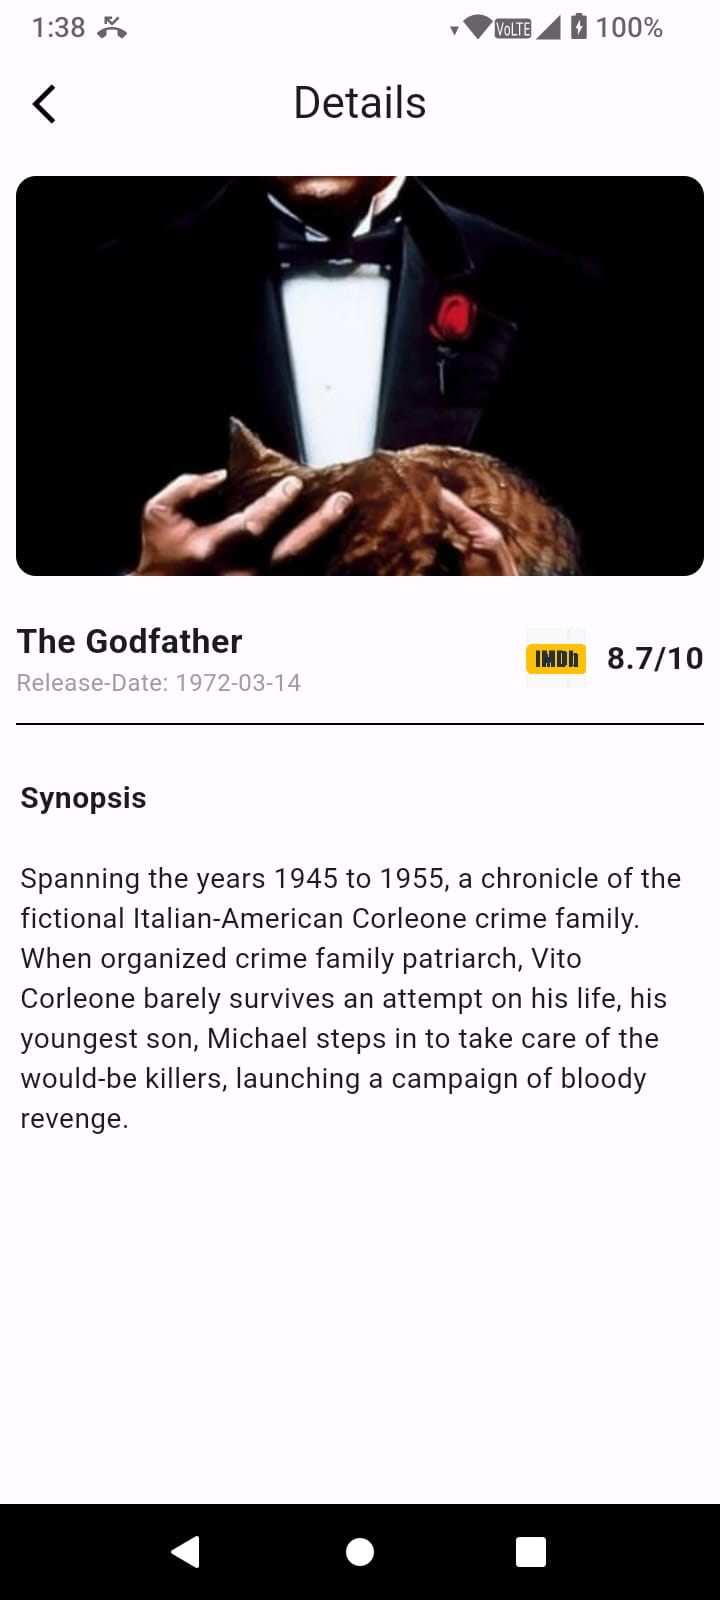 1:38 VoLTE 100%
Details
The Godfather
IMDb 8.7/10
Release-Date: 1972-03-14
Synopsis
Spanning the years 1945 to 1955, a chronicle of the
fictional Italian-American Corleone crime family.
When organized crime family patriarch, Vito
Corleone barely survives an attempt on his life, his
youngest son, Michael steps in to take care of the
would-be killers, launching a campaign of bloody
revenge.